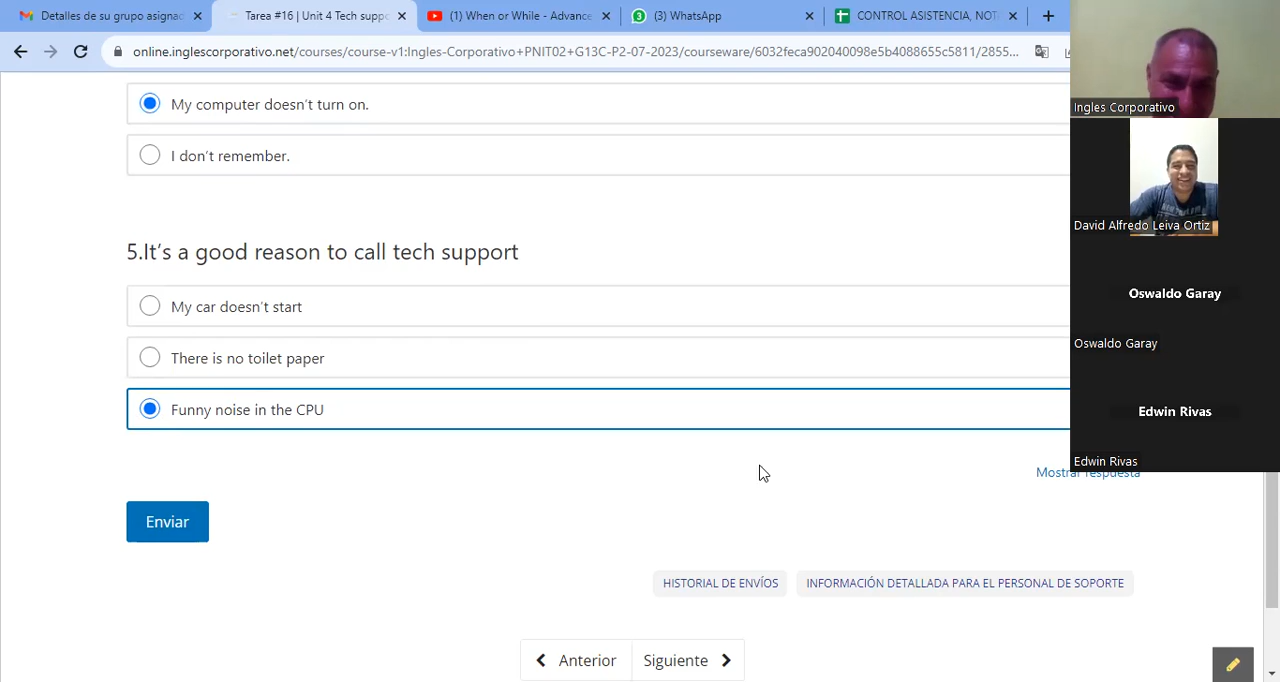 Detalles de su grupo asignad
Tarea #16 | Unit 4 Tech suppo
(1) When or While - Advance
(3) WhatsApp
CONTROL ASISTENCIA, NOT
online.inglescorporativo.net/courses/course-v1:Ingles-Corporativo+PNIT02+G13C-P2-07-2023/courseware/6032feca902040098e5b4088655c5811/2855...
My computer doesn't turn on.
I don't remember.
5.It's a good reason to call tech support
My car doesn't start
There is no toilet paper
Funny noise in the CPU
Mostrar respuesta
Enviar
HISTORIAL DE ENVÍOS
INFORMACIÓN DETALLADA PARA EL PERSONAL DE SOPORTE
Anterior
Siguiente
Ingles Corporativo
David Alfredo Leiva Ortiz
Oswaldo Garay
Oswaldo Garay
Edwin Rivas
Edwin Rivas